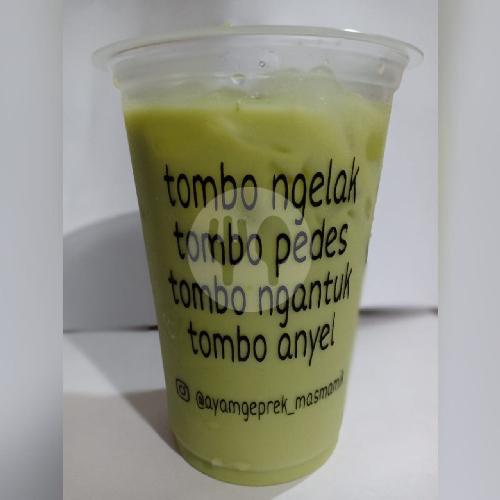 tombo ngelak
tombo pedes
tombo ngantuk
tombo anyel
@ayamgeprek_masmamik